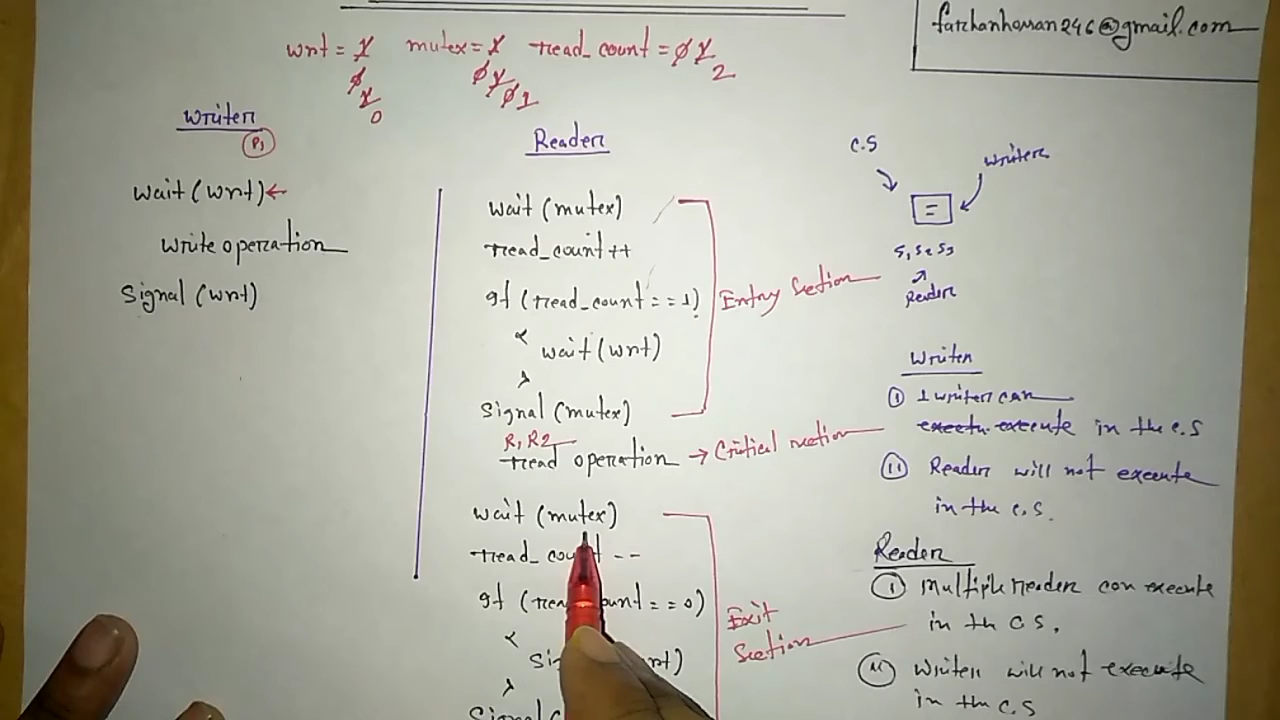 farhanhasan246@gmail.com
wrt = 1 mutex = 1 read_count = 0 1 2
0 0 1 0 1
1
0
Writer
P1
wait (wrt) ←
write operation
Signal (wrt)
Reader
wait (mutex)
read_count ++
If (read_count == 1)
{
wait (wrt)
}
Signal (mutex)
Entry Section
R1 R2
read operation → Critical section
wait (mutex)
read_ --
If ( == 0)
{
}
Exit
Section
C.S
writer
S1 S2 S3
Reader
Writer
(i) 1 writer can
execute in the C.S
(ii) Reader will not execute
in the C.S.
Reader
(i) Multiple reader can execute
in the C S.
(ii) Writer will not execute
in the C.S